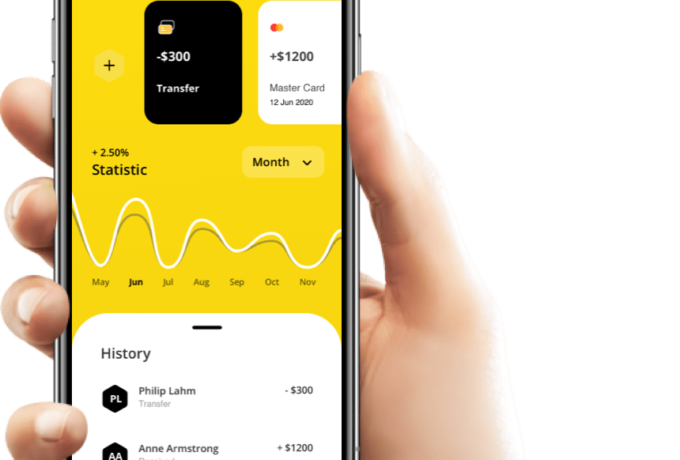 +
-$300
Transfer
+$1200
Master Card
12 Jun 2020
+ 2.50%
Statistic
Month
May Jun Jul Aug Sep Oct Nov
History
PL
Philip Lahm
- $300
Transfer
AA
Anne Armstrong
+ $1200